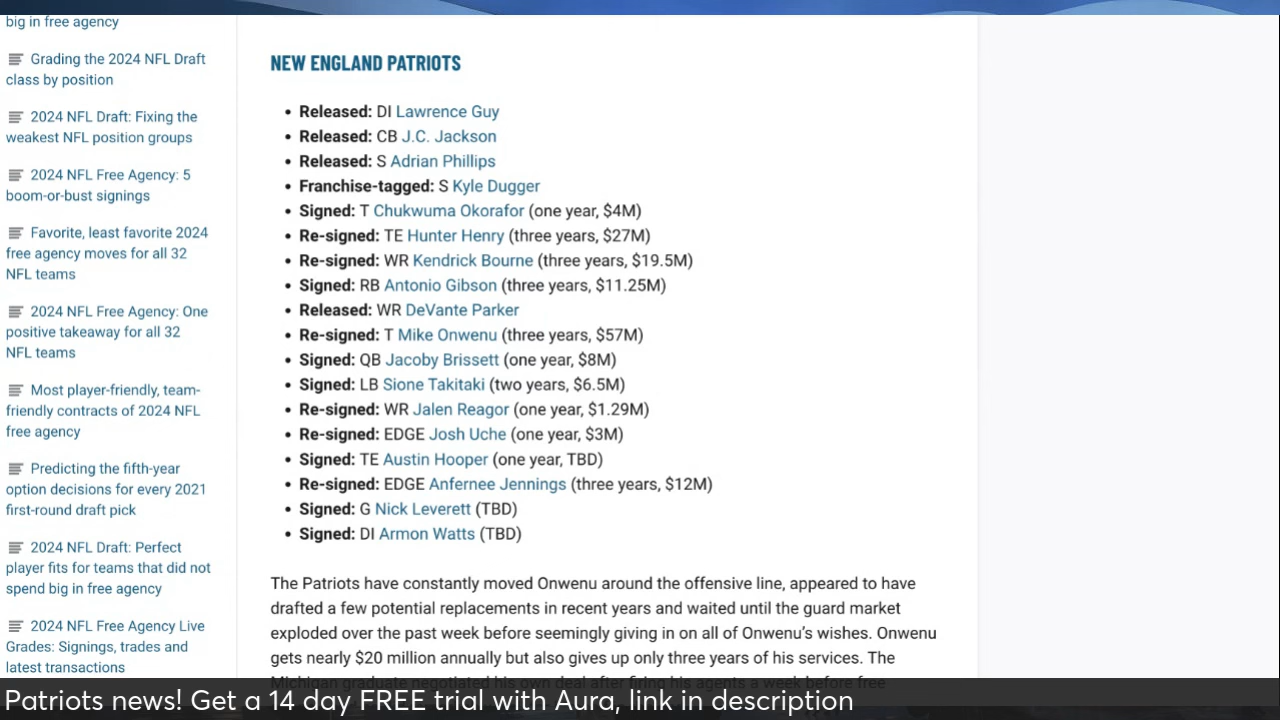 big in free agency
Grading the 2024 NFL Draft
class by position
2024 NFL Draft: Fixing the
weakest NFL position groups
2024 NFL Free Agency: 5
boom-or-bust signings
Favorite, least favorite 2024
free agency moves for all 32
NFL teams
2024 NFL Free Agency: One
positive takeaway for all 32
NFL teams
Most player-friendly, team-
friendly contracts of 2024 NFL
free agency
Predicting the fifth-year
option decisions for every 2021
first-round draft pick
2024 NFL Draft: Perfect
player fits for teams that did not
spend big in free agency
2024 NFL Free Agency Live
Grades: Signings, trades and
latest transactions
NEW ENGLAND PATRIOTS
• Released: DI Lawrence Guy
• Released: CB J.C. Jackson
• Released: S Adrian Phillips
• Franchise-tagged: S Kyle Dugger
• Signed: T Chukwuma Okorafor (one year, $4M)
• Re-signed: TE Hunter Henry (three years, $27M)
• Re-signed: WR Kendrick Bourne (three years, $19.5M)
• Signed: RB Antonio Gibson (three years, $11.25M)
• Released: WR DeVante Parker
• Re-signed: T Mike Onwenu (three years, $57M)
• Signed: QB Jacoby Brissett (one year, $8M)
• Signed: LB Sione Takitaki (two years, $6.5M)
• Re-signed: WR Jalen Reagor (one year, $1.29M)
• Re-signed: EDGE Josh Uche (one year, $3M)
• Signed: TE Austin Hooper (one year, TBD)
• Re-signed: EDGE Anfernee Jennings (three years, $12M)
• Signed: G Nick Leverett (TBD)
• Signed: DI Armon Watts (TBD)
The Patriots have constantly moved Onwenu around the offensive line, appeared to have
drafted a few potential replacements in recent years and waited until the guard market
exploded over the past week before seemingly giving in on all of Onwenu's wishes. Onwenu
gets nearly $20 million annually but also gives up only three years of his services. The
Michigan graduate negotiated his own deal after firing his agents a week before free
Patriots news! Get a 14 day FREE trial with Aura, link in description